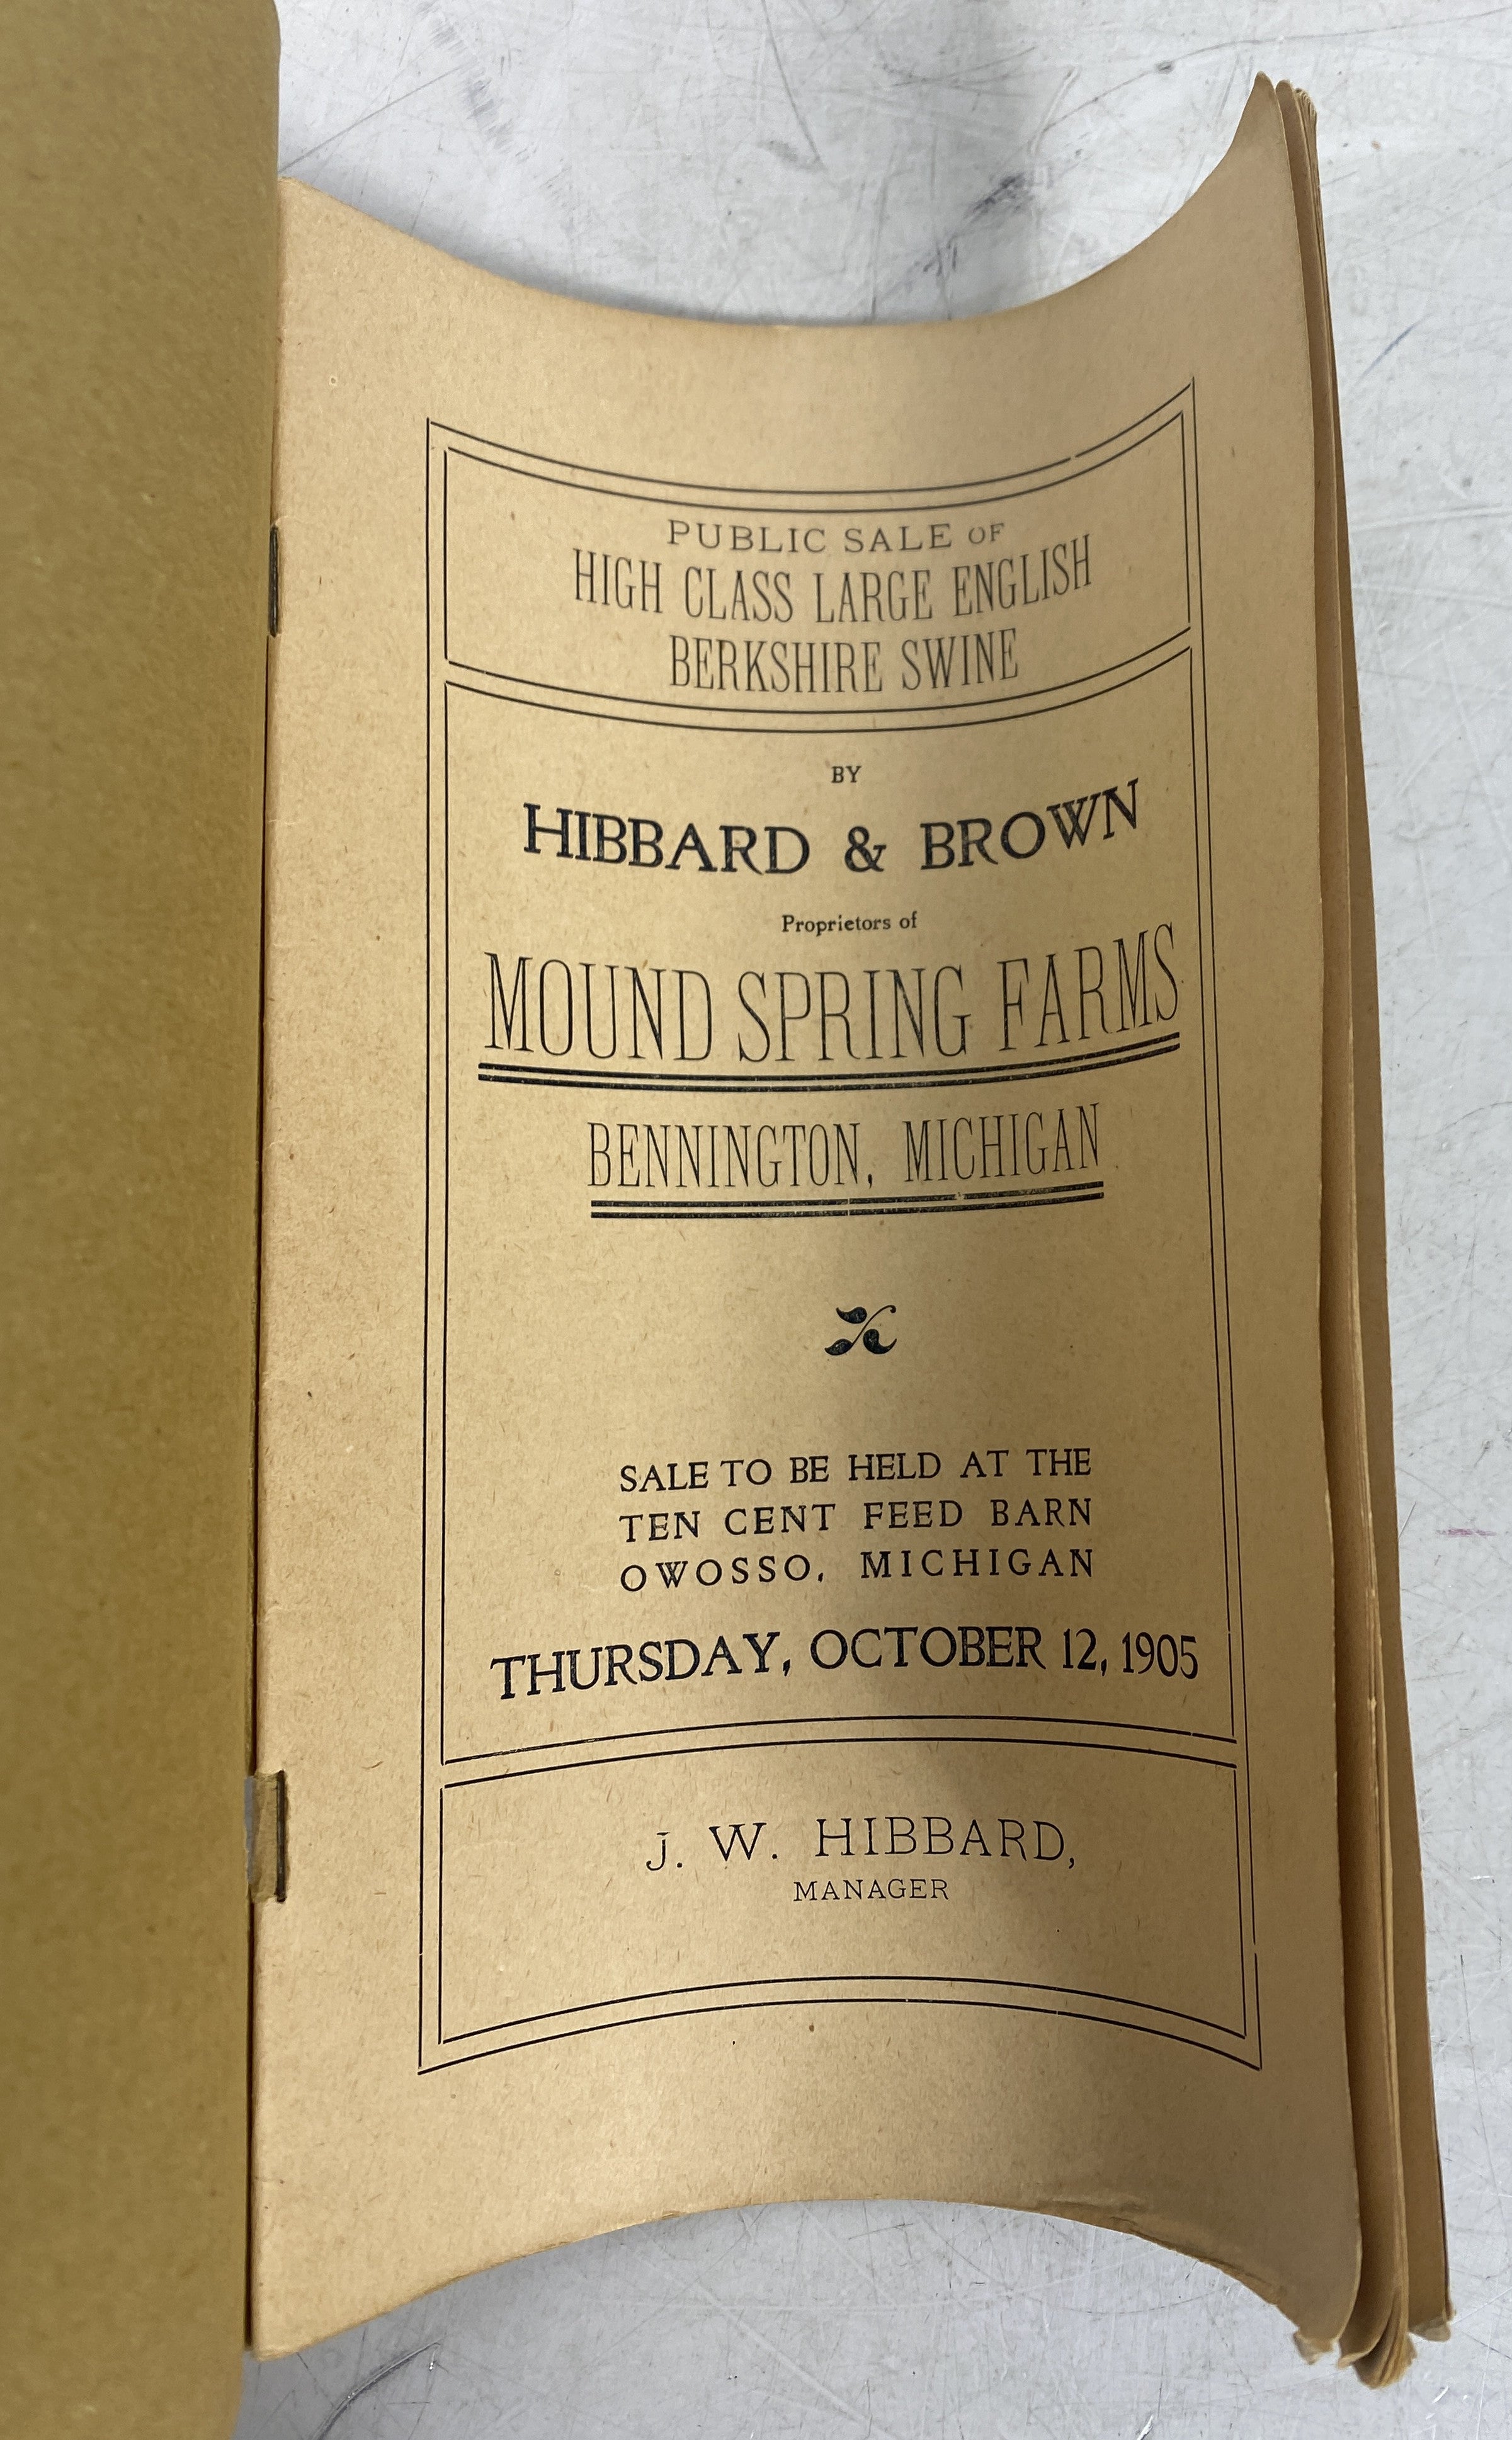 PUBLIC SALE OF
HIGH CLASS LARGE ENGLISH
BERKSHIRE SWINE
BY
HIBBARD & BROWN
Proprietors of
MOUND SPRING FARMS
BENNINGTON, MICHIGAN
SALE TO BE HELD AT THE
TEN CENT FEED BARN
OWOSSO, MICHIGAN
THURSDAY, OCTOBER 12, 1905
J. W. HIBBARD,
MANAGER